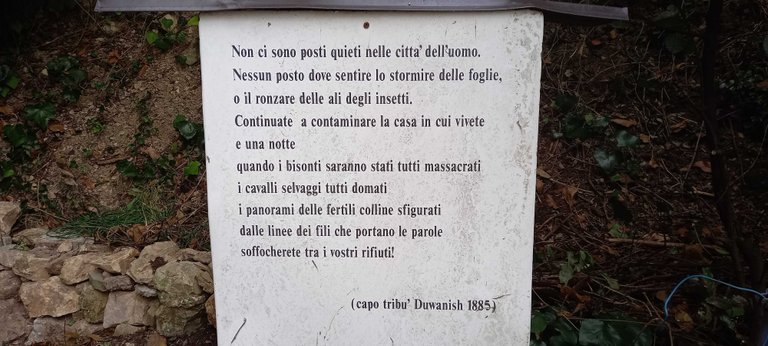 Non ci sono posti quieti nelle citta' dell'uomo.
Nessun posto dove sentire lo stormire delle foglie,
o il ronzare delle ali degli insetti.
Continuate a contaminare la casa in cui vivete
e una notte
quando i bisonti saranno stati tutti massacrati
i cavalli selvaggi tutti domati
i panorami delle fertili colline sfigurati
dalle linee dei fili che portano le parole
soffocherete tra i vostri rifiuti!
(capo tribu' Duwanish 1885)